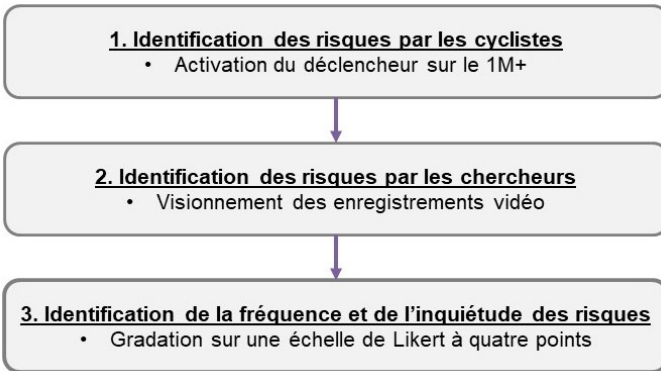 1. Identification des risques par les cyclistes
• Activation du déclencheur sur le 1M+
2. Identification des risques par les chercheurs
• Visionnement des enregistrements vidéo
3. Identification de la fréquence et de l'inquiétude des risques
• Gradation sur une échelle de Likert à quatre points